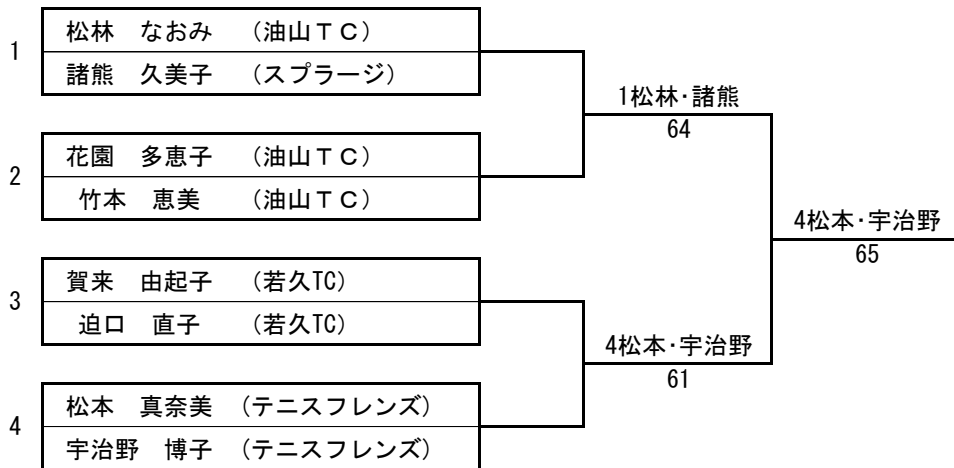 1
松林　なおみ　（油山ＴＣ）
諸熊　久美子　（スプラージ）
1松林･諸熊
64
2
花園　多恵子　（油山ＴＣ）
竹本　恵美　（油山ＴＣ）
4松本･宇治野
65
3
賀来　由起子　（若久TC）
迫口　直子　（若久TC）
4松本･宇治野
61
4
松本　真奈美　（テニスフレンズ）
宇治野　博子　（テニスフレンズ）